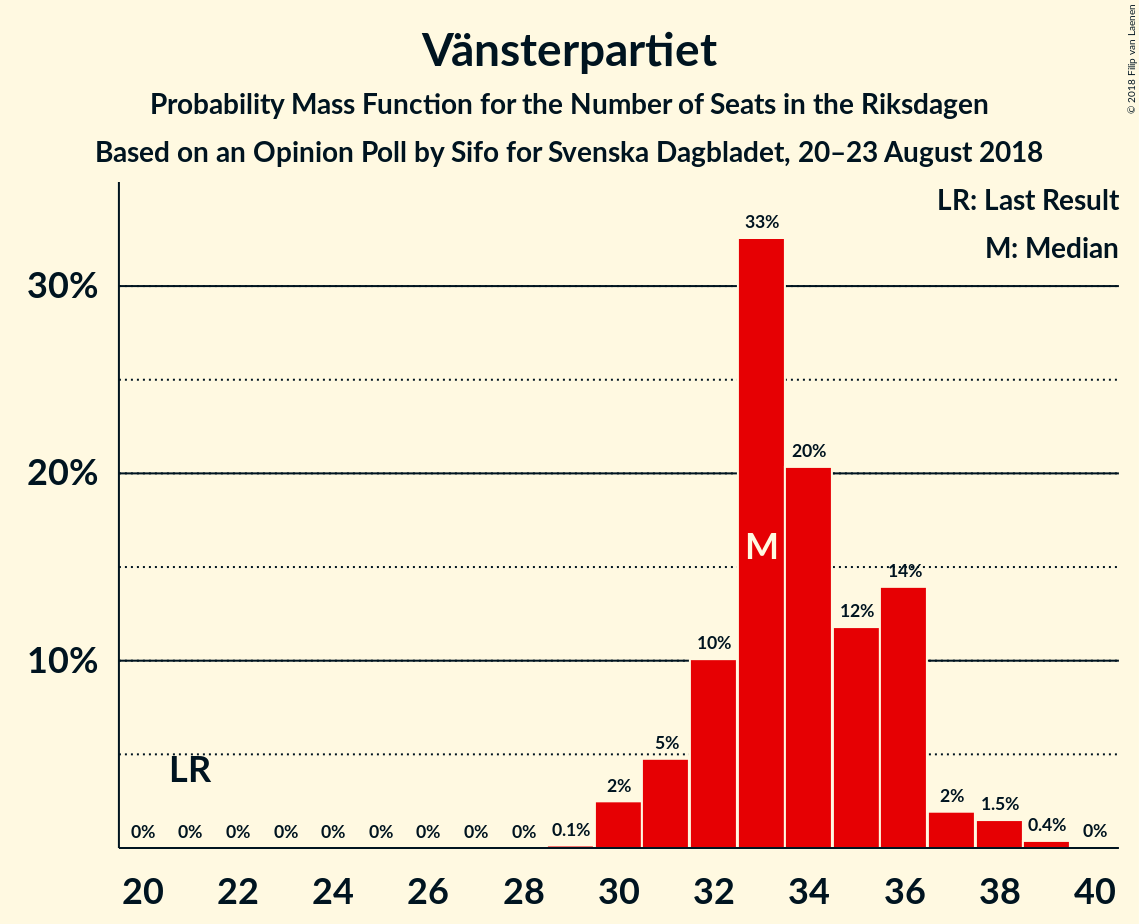 Vänsterpartiet
Probability Mass Function for the Number of Seats in the Riksdagen
Based on an Opinion Poll by Sifo for Svenska Dagbladet, 20–23 August 2018
© 2018 Filip van Laenen
LR: Last Result
M: Median
30%
20%
10%
33%
20%
14%
12%
10%
5%
2%
0.1%
2%
1.5%
0.4%
0%
0% 0% 0% 0% 0% 0% 0% 0% 0%
M
LR
20 22 24 26 28 30 32 34 36 38 40